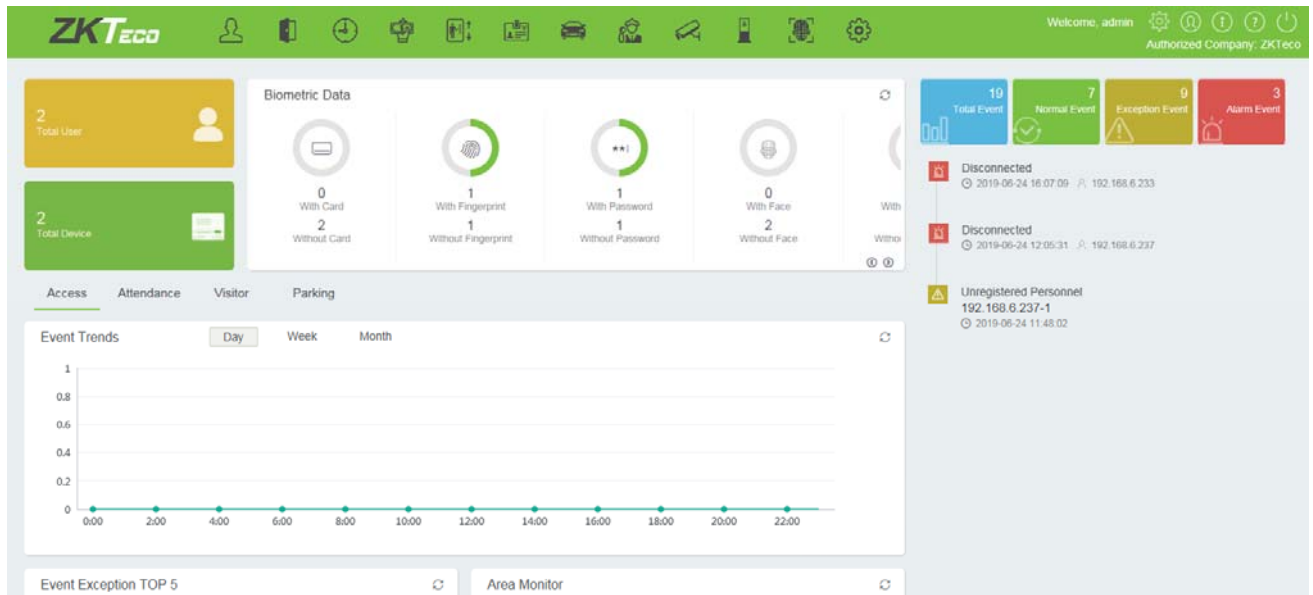 ZKTECO
Welcome, admin
Authorized Company: ZKTeco
2
Total User
2
Total Device
Biometric Data
**|
0
With Card
2
Without Card
1
With Fingerprint
1
Without Fingerprint
1
With Password
1
Without Password
0
With Face
2
Without Face
With
Witho
19
Total Event
7
Normal Event
9
Exception Event
3
Alarm Event
Disconnected
2019-06-24 16:07:09 192.168.6.233
Disconnected
2019-06-24 12:05:31 192.168.6.237
Unregistered Personnel
192.168.6.237-1
2019-06-24 11:48:02
Access Attendance Visitor Parking
Event Trends Day Week Month
1
0.8
0.6
0.4
0.2
0
0:00 2:00 4:00 6:00 8:00 10:00 12:00 14:00 16:00 18:00 20:00 22:00
Event Exception TOP 5
Area Monitor